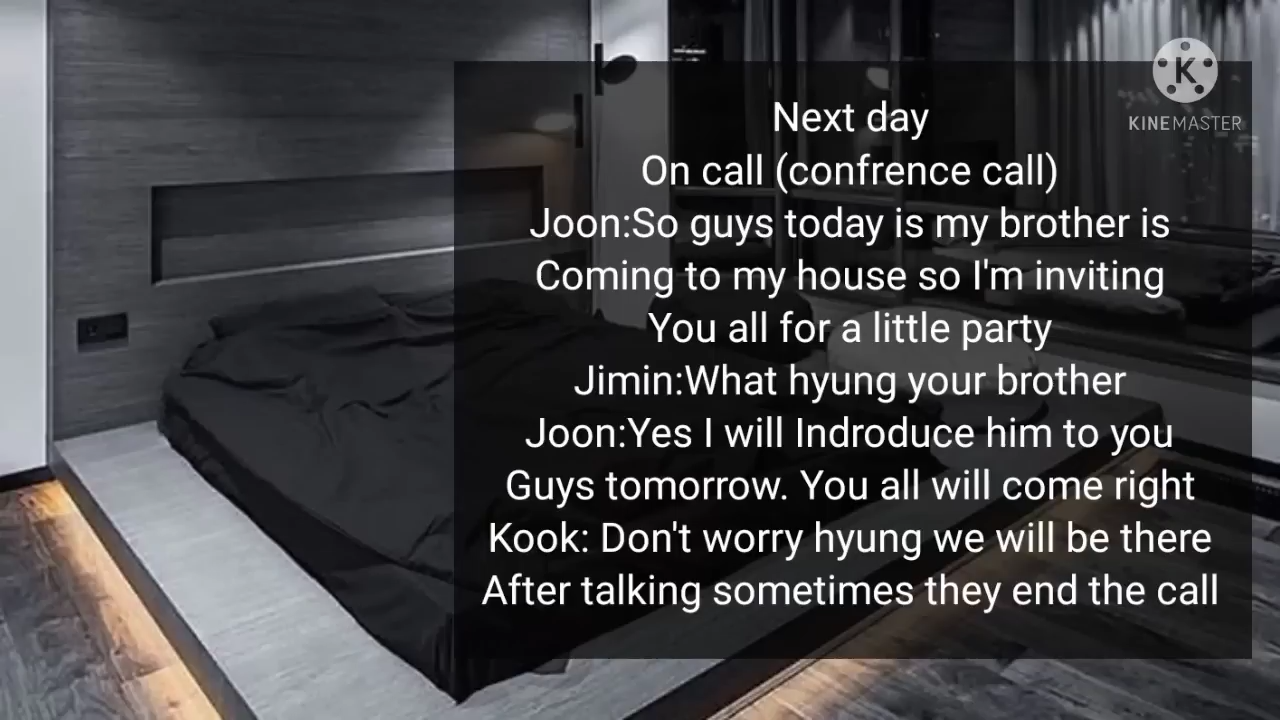 KINEMASTER
Next day
On call (confrence call)
Joon:So guys today is my brother is
Coming to my house so I'm inviting
You all for a little party
Jimin:What hyung your brother
Joon:Yes I will Indroduce him to you
Guys tomorrow. You all will come right
Kook: Don't worry hyung we will be there
After talking sometimes they end the call